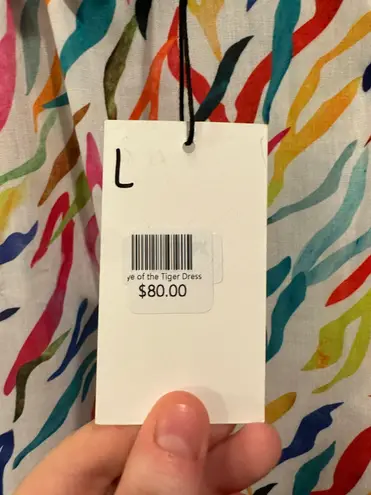 L
ye of the Tiger Dress
$80.00